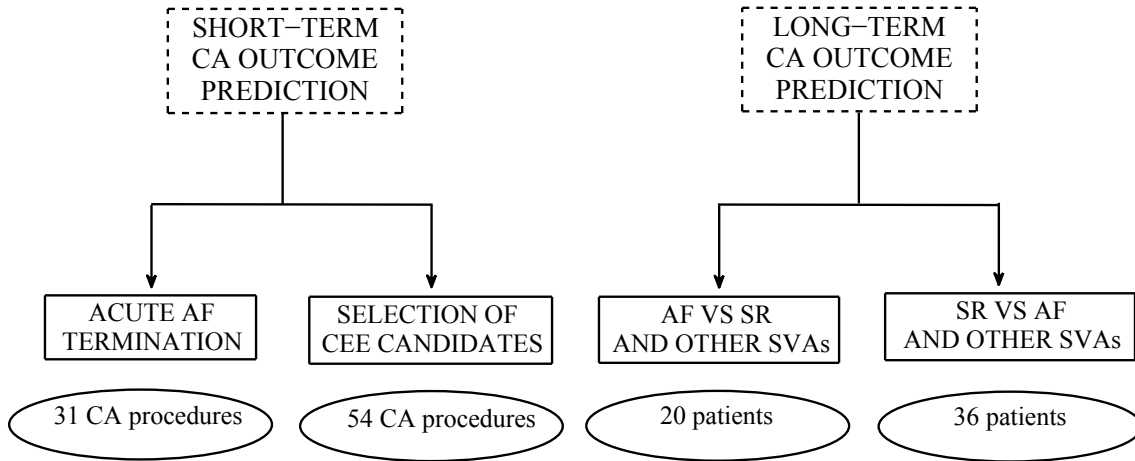 SHORT−TERM
CA OUTCOME
PREDICTION
LONG−TERM
CA OUTCOME
PREDICTION
ACUTE AF
TERMINATION
SELECTION OF
CEE CANDIDATES
AF VS SR
AND OTHER SVAs
SR VS AF
AND OTHER SVAs
31 CA procedures
54 CA procedures
20 patients
36 patients